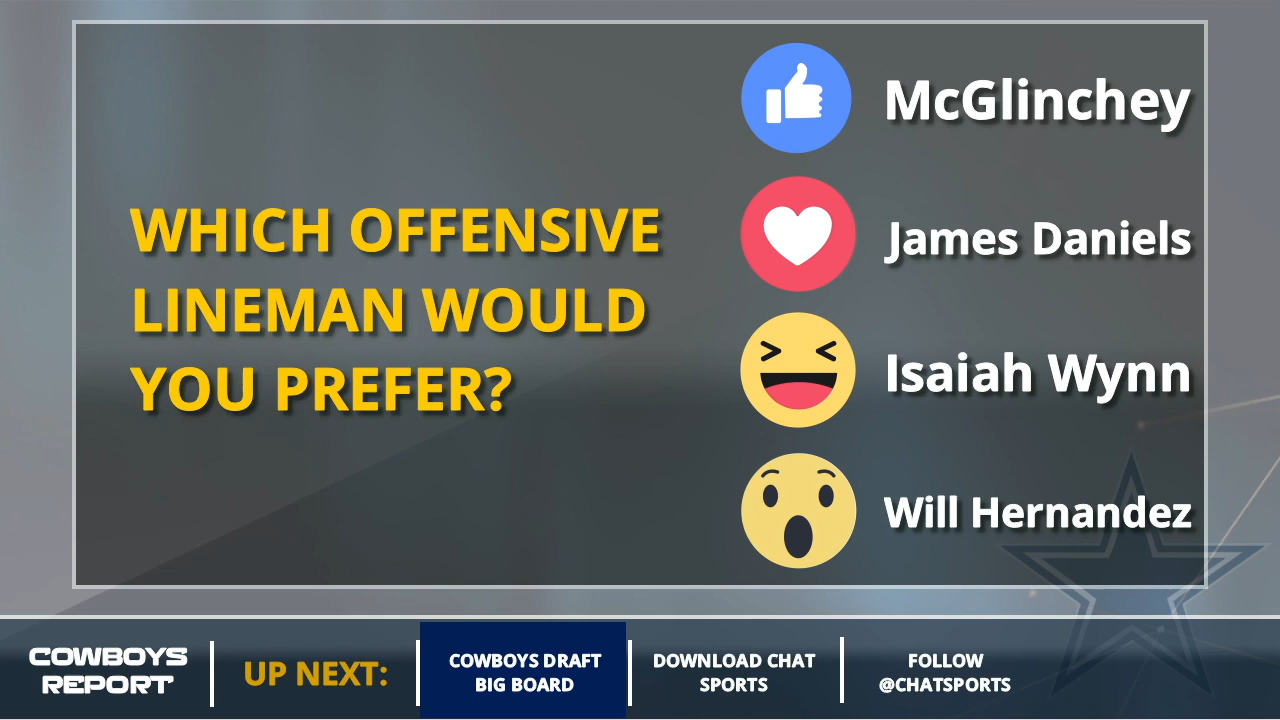 WHICH OFFENSIVE
LINEMAN WOULD
YOU PREFER?
McGlinchey
James Daniels
Isaiah Wynn
Will Hernandez
COWBOYS
REPORT
UP NEXT:
COWBOYS DRAFT
BIG BOARD
DOWNLOAD CHAT
SPORTS
FOLLOW
@CHATSPORTS